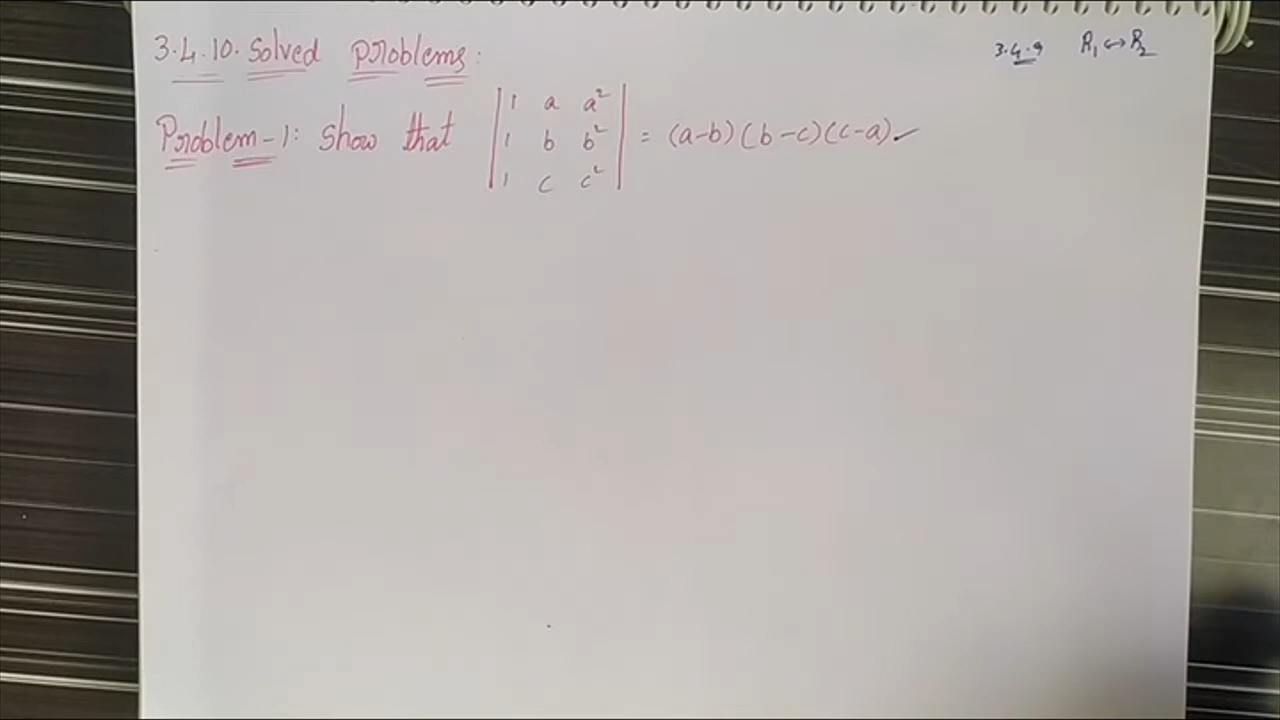 3.4.10. Solved Problems:
3.4.9 R₁ ↔ R₂
Problem-1: Show that | 1 a a² | = (a-b)(b-c)(c-a).
| 1 b b² |
| 1 c c² |